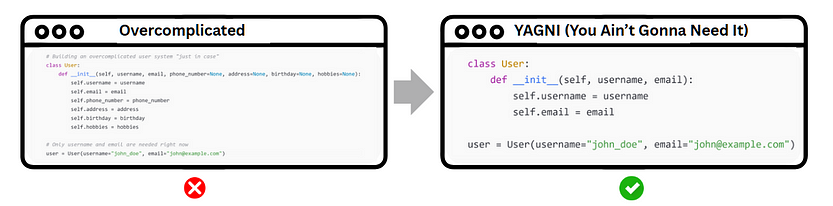 Overcomplicated
# Building an overcomplicated user system "just in case"
class User:
    def __init__(self, username, email, phone_number=None, address=None, birthday=None, hobbies=None):
        self.username = username
        self.email = email
        self.phone_number = phone_number
        self.address = address
        self.birthday = birthday
        self.hobbies = hobbies
# Only username and email are needed right now
user = User(username="john_doe", email="john@example.com")
YAGNI (You Ain't Gonna Need It)
class User:
    def __init__(self, username, email):
        self.username = username
        self.email = email
user = User(username="john_doe", email="john@example.com")